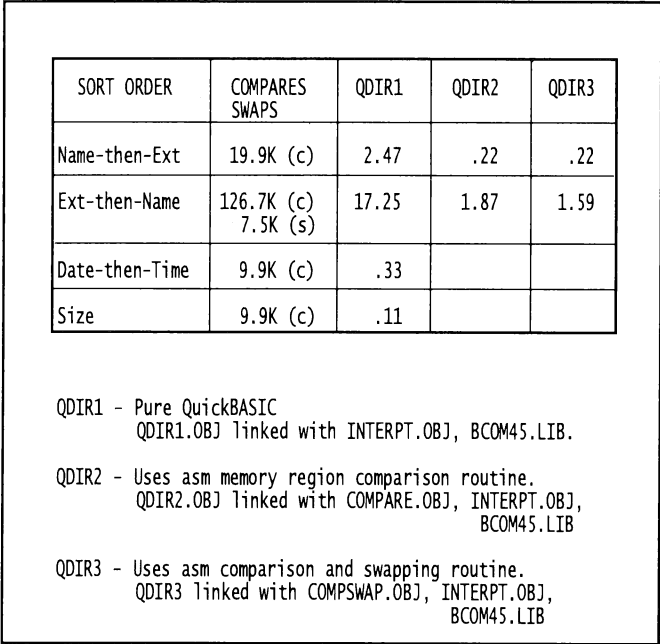 SORT ORDER COMPARES SWAPS QDIR1 QDIR2 QDIR3
Name-then-Ext 19.9K (c) 2.47 .22 .22
Ext-then-Name 126.7K (c) 17.25 1.87 1.59
7.5K (s)
Date-then-Time 9.9K (c) .33
Size 9.9K (c) .11
QDIR1 - Pure QuickBASIC
QDIR1.OBJ linked with INTERPT.OBJ, BCOM45.LIB.
QDIR2 - Uses asm memory region comparison routine.
QDIR2.OBJ linked with COMPARE.OBJ, INTERPT.OBJ,
BCOM45.LIB
QDIR3 - Uses asm comparison and swapping routine.
QDIR3 linked with COMPSWAP.OBJ, INTERPT.OBJ,
BCOM45.LIB